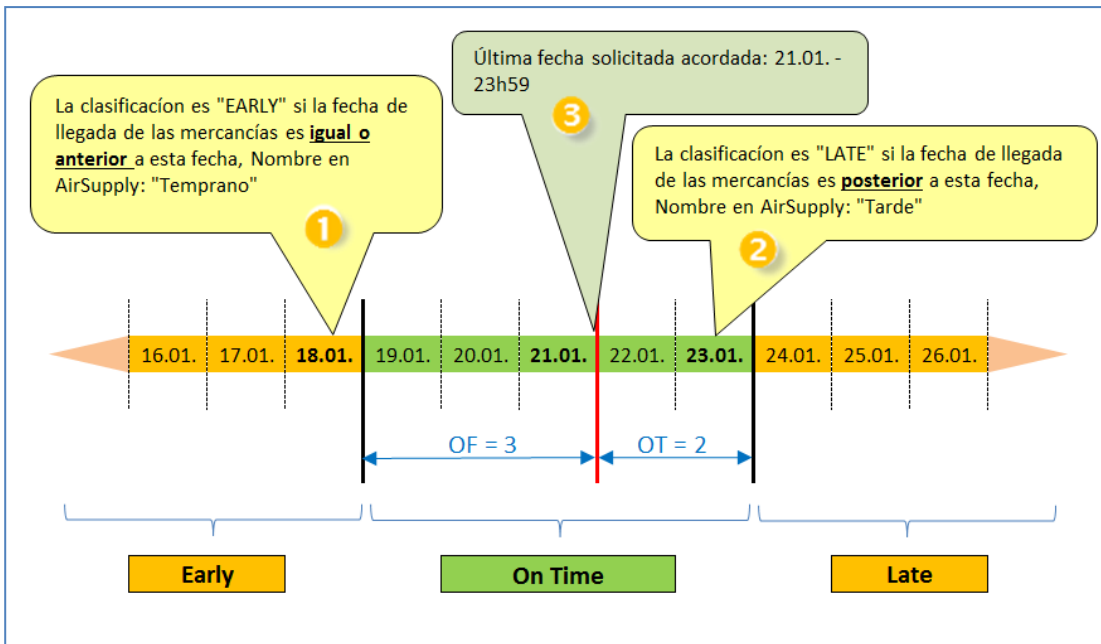 Última fecha solicitada acordada: 21.01. -
23h59
3
La clasificacíon es "EARLY" si la fecha de
llegada de las mercancías es igual o
anterior a esta fecha, Nombre en
AirSupply: "Temprano"
1
La clasificacíon es "LATE" si la fecha de llegada
de las mercancías es posterior a esta fecha,
Nombre en AirSupply: "Tarde"
2
16.01. 17.01. 18.01. 19.01. 20.01. 21.01. 22.01. 23.01. 24.01. 25.01. 26.01.
OF = 3 OT = 2
Early On Time Late